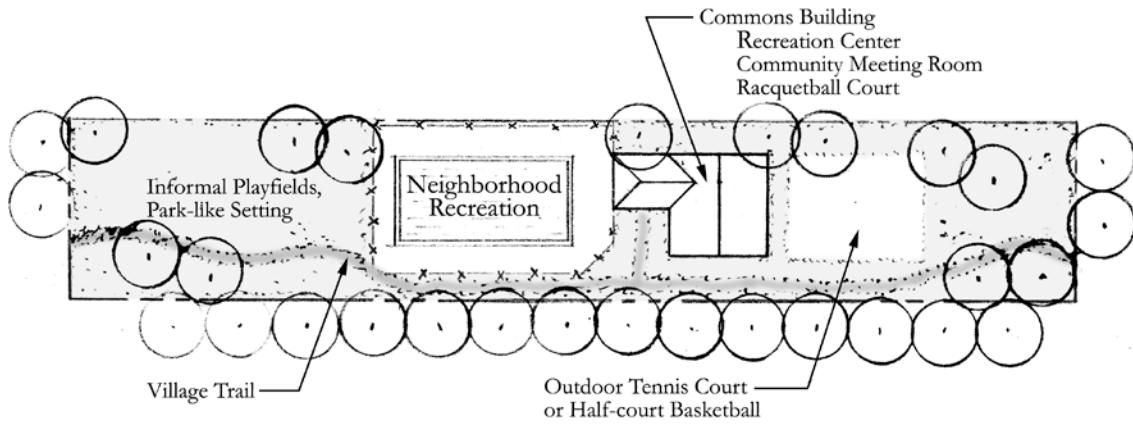 Commons Building
Recreation Center
Community Meeting Room
Racquetball Court
Informal Playfields,
Park-like Setting
Neighborhood
Recreation
Village Trail
Outdoor Tennis Court
or Half-court Basketball